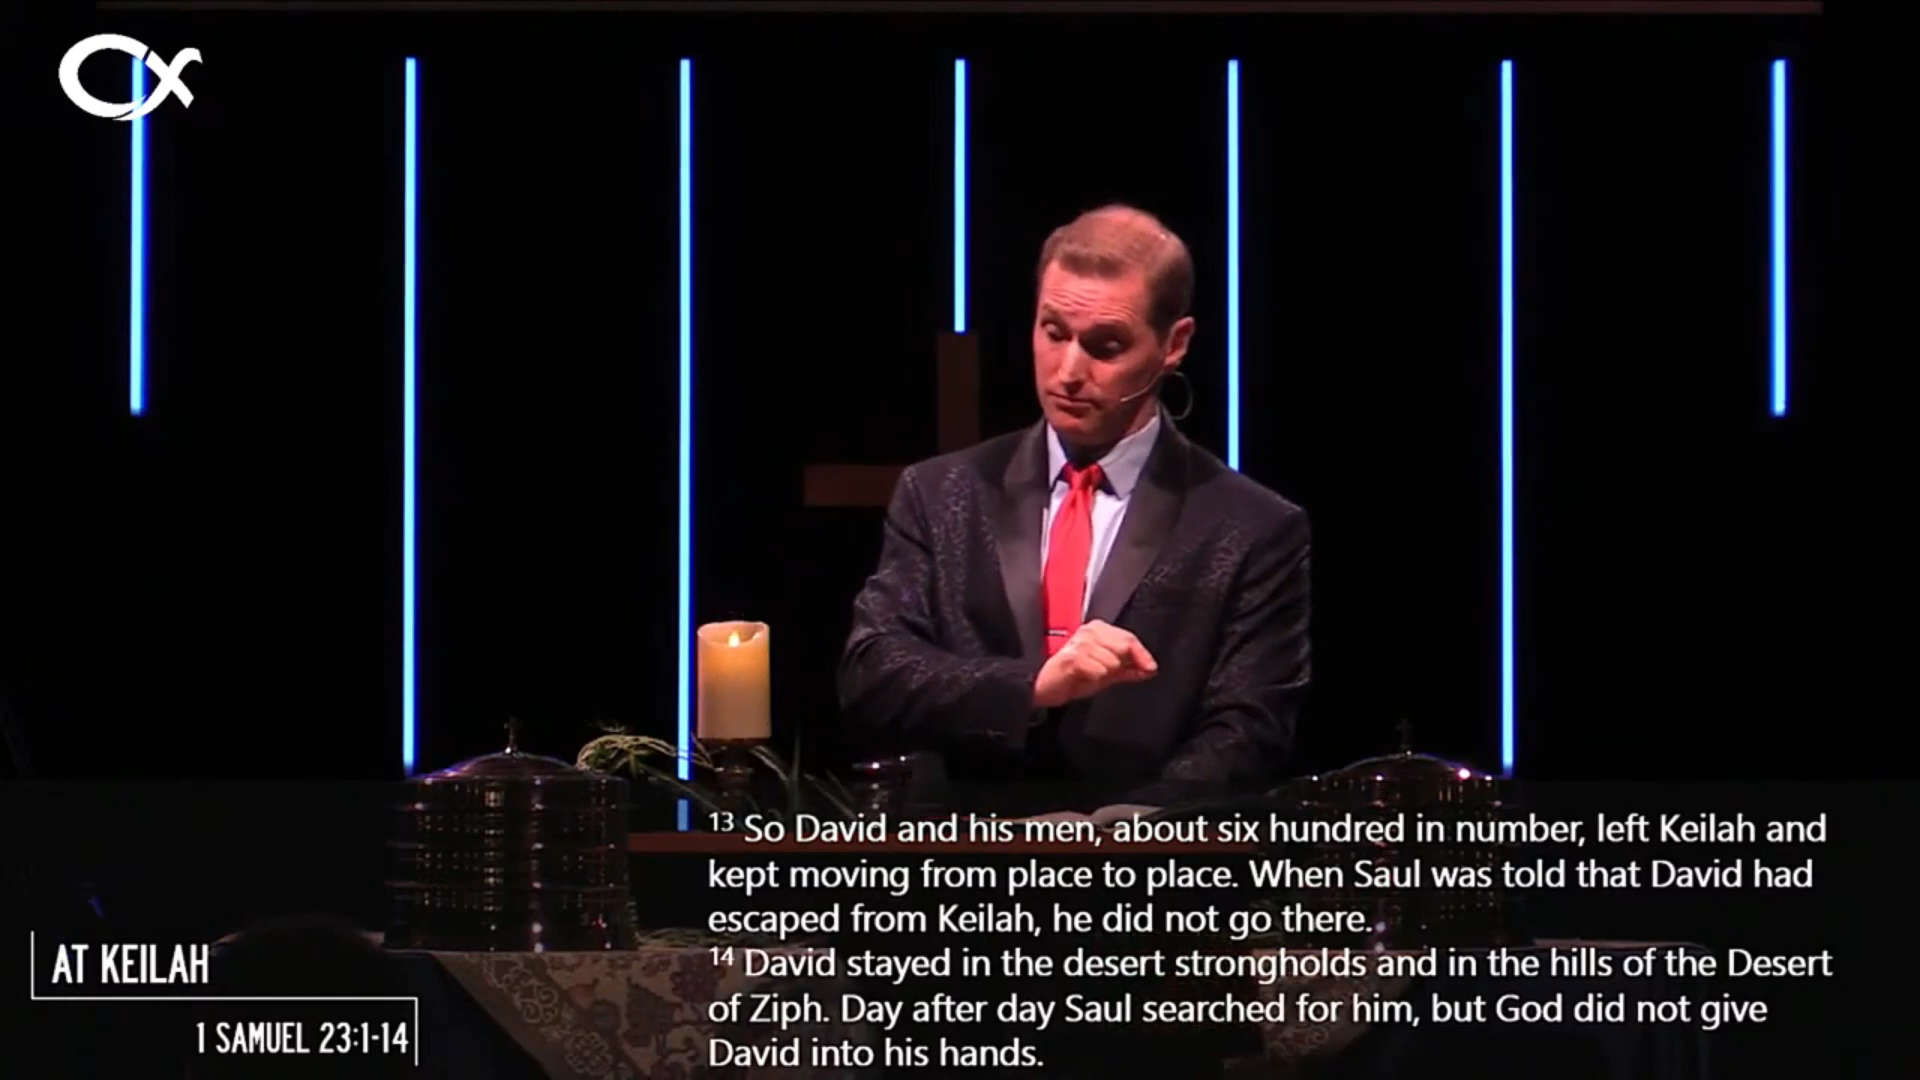 ¹³ So David and his men, about six hundred in number, left Keilah and
kept moving from place to place. When Saul was told that David had
escaped from Keilah, he did not go there.
¹⁴ David stayed in the desert strongholds and in the hills of the Desert
of Ziph. Day after day Saul searched for him, but God did not give
David into his hands.
AT KEILAH
1 SAMUEL 23:1-14